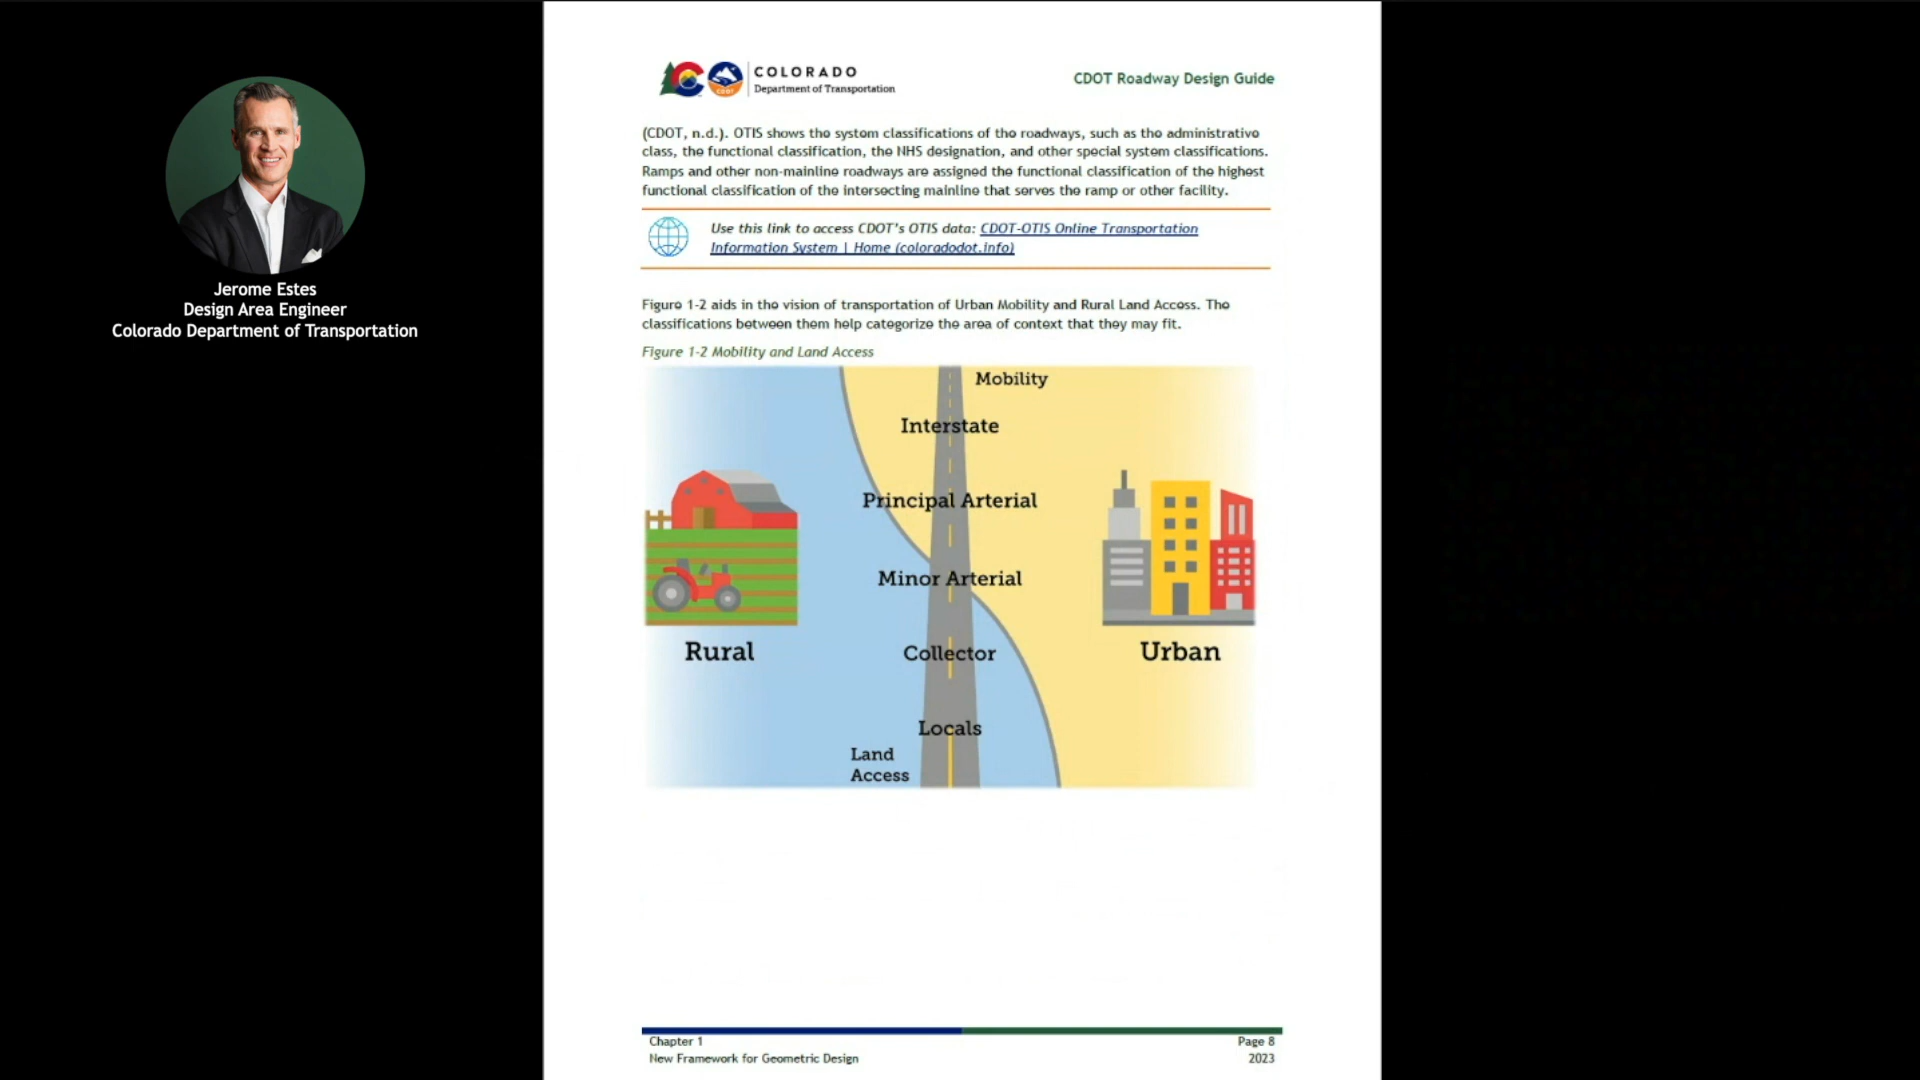 Jerome Estes
Design Area Engineer
Colorado Department of Transportation
COLORADO
Department of Transportation
CDOT
CDOT Roadway Design Guide
(CDOT, n.d.). OTIS shows the system classifications of the roadways, such as the administrative
class, the functional classification, the NHS designation, and other special system classifications.
Ramps and other non-mainline roadways are assigned the functional classification of the highest
functional classification of the intersecting mainline that serves the ramp or other facility.
Use this link to access CDOT's OTIS data: CDOT-OTIS Online Transportation
Information System | Home (coloradodot.info)
Figure 1-2 aids in the vision of transportation of Urban Mobility and Rural Land Access. The
classifications between them help categorize the area of context that they may fit.
Figure 1-2 Mobility and Land Access
Mobility
Interstate
Principal Arterial
Minor Arterial
Rural
Collector
Urban
Locals
Land
Access
Chapter 1
New Framework for Geometric Design
Page 8
2023